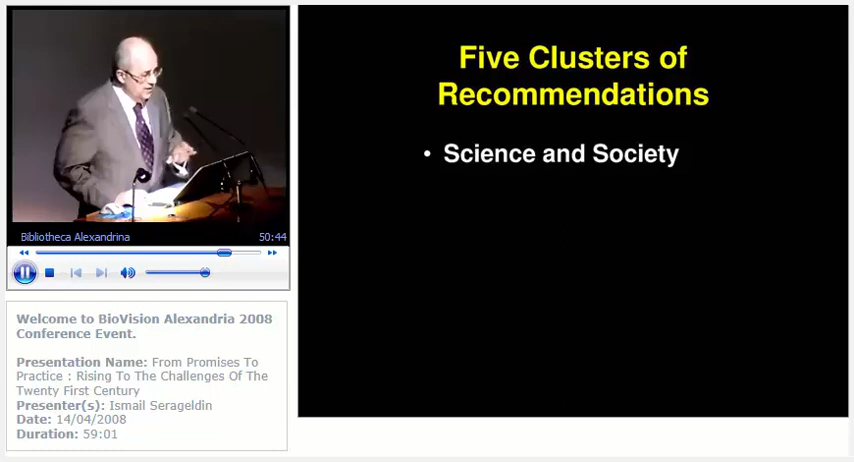 Five Clusters of
Recommendations
• Science and Society
Bibliotheca Alexandrina 50:44
Welcome to BioVision Alexandria 2008
Conference Event.
Presentation Name: From Promises To
Practice : Rising To The Challenges Of The
Twenty First Century
Presenter(s): Ismail Serageldin
Date: 14/04/2008
Duration: 59:01